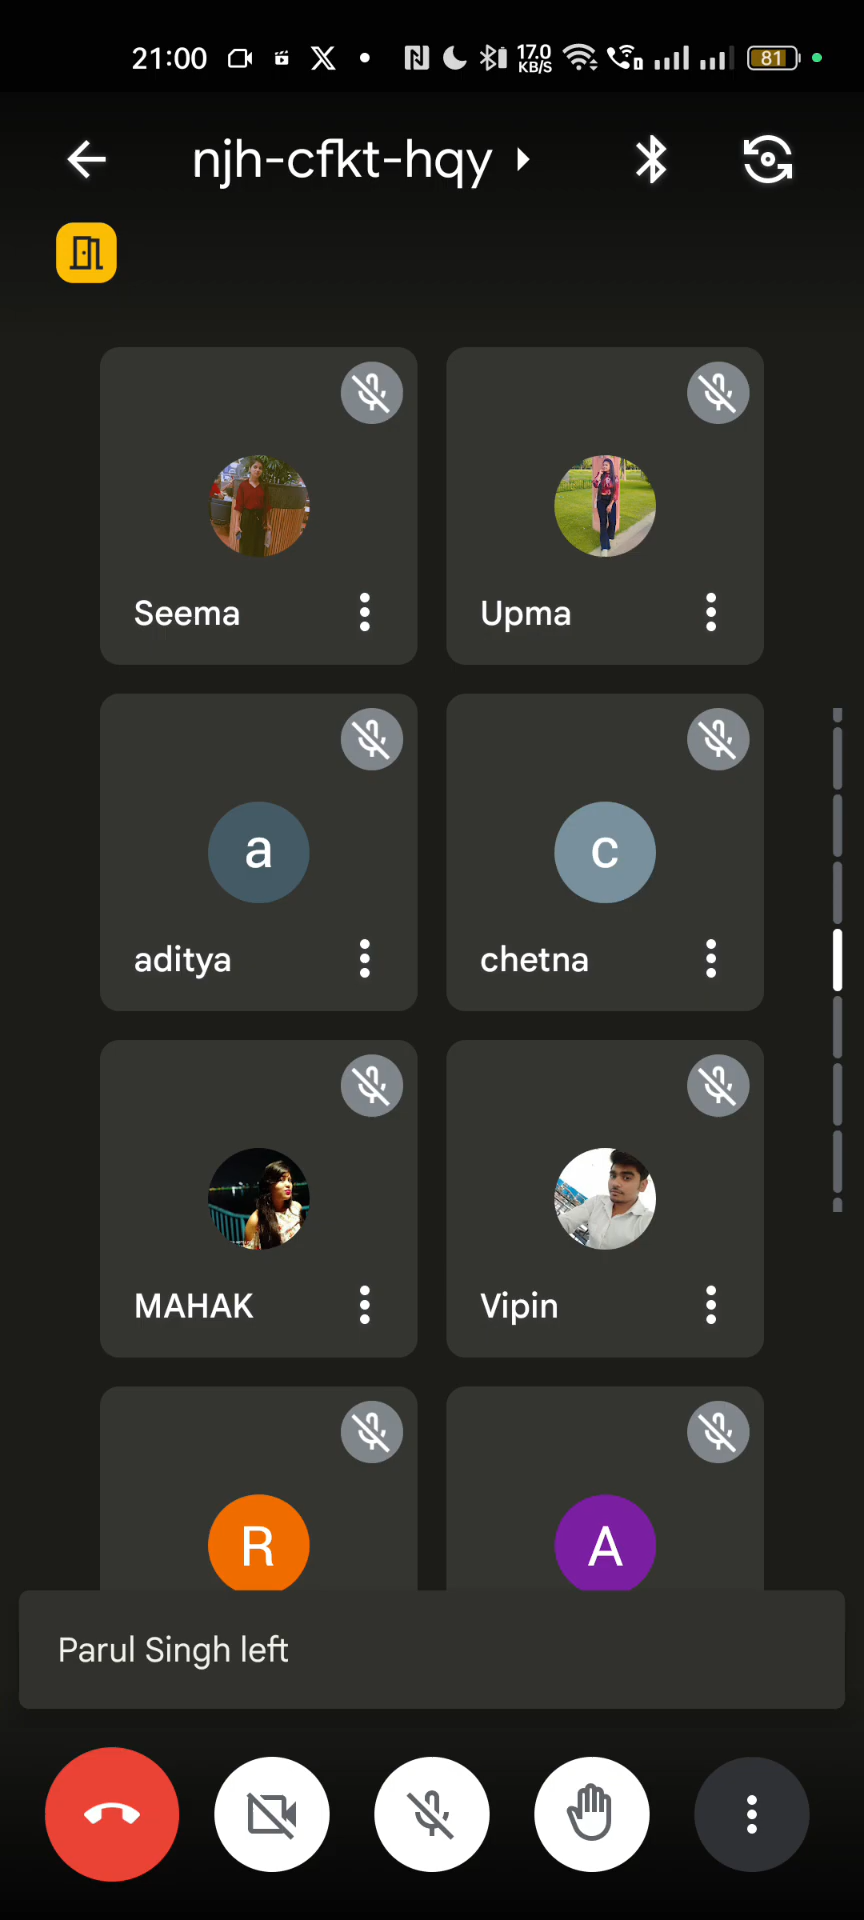 21:00 17.0 KB/S 81
njh-cfkt-hqy
Seema
Upma
a
c
aditya
chetna
MAHAK
Vipin
R
A
Parul Singh left